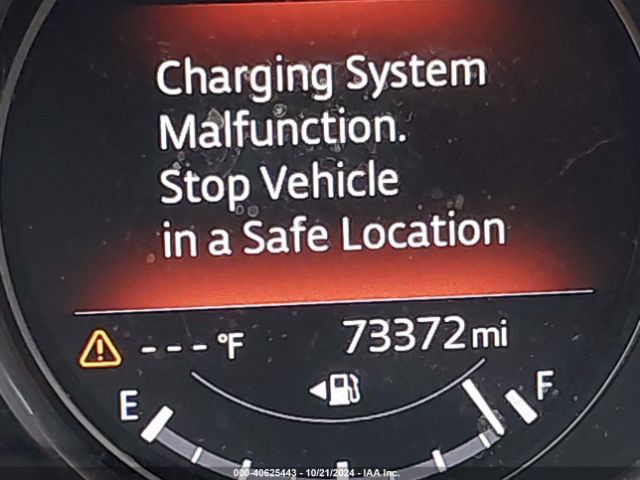 Charging System
Malfunction.
Stop Vehicle
in a Safe Location
---°F 73372 mi
E F
000-40625443 - 10/21/2024 - IAA Inc.